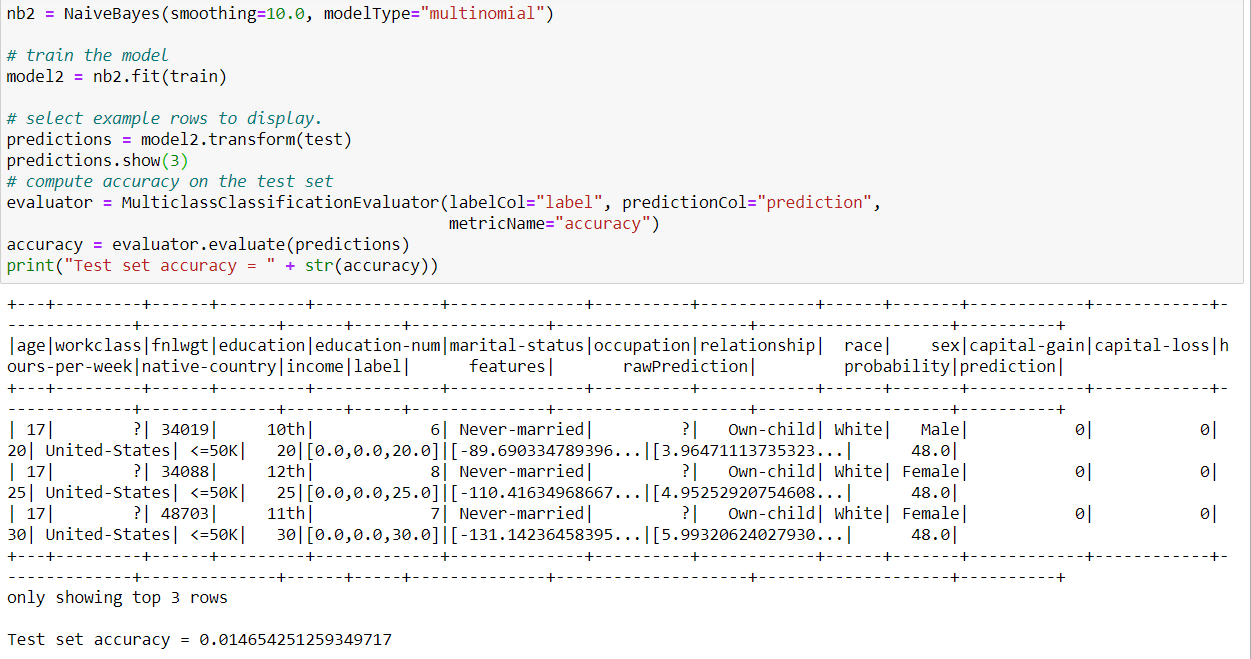 nb2 = NaiveBayes(smoothing=10.0, modelType="multinomial")
# train the model
model2 = nb2.fit(train)
# select example rows to display.
predictions = model2.transform(test)
predictions.show(3)
# compute accuracy on the test set
evaluator = MulticlassClassificationEvaluator(labelCol="label", predictionCol="prediction",
metricName="accuracy")
accuracy = evaluator.evaluate(predictions)
print("Test set accuracy = " + str(accuracy))
+---+---------+------+---------+-------------+--------------+----------+------------+------+-------+------------+------------+-
-------------+--------------+------+-----+--------------+--------------------+--------------------+----------+
|age|workclass|fnlwgt|education|education-num|marital-status|occupation|relationship|  race|    sex|capital-gain|capital-loss|h
ours-per-week|native-country|income|label|      features|       rawPrediction|         probability|prediction|
+---+---------+------+---------+-------------+--------------+----------+------------+------+-------+------------+------------+-
-------------+--------------+------+-----+--------------+--------------------+--------------------+----------+
| 17|        ?| 34019|     10th|            6| Never-married|         ?|   Own-child| White|   Male|           0|           0|
20| United-States| <=50K|   20|[0.0,0.0,20.0]|[-89.690334789396...|[3.96471113735323...|      48.0|
| 17|        ?| 34088|     12th|            8| Never-married|         ?|   Own-child| White| Female|           0|           0|
25| United-States| <=50K|   25|[0.0,0.0,25.0]|[-110.41634968667...|[4.95252920754608...|      48.0|
| 17|        ?| 48703|     11th|            7| Never-married|         ?|   Own-child| White| Female|           0|           0|
30| United-States| <=50K|   30|[0.0,0.0,30.0]|[-131.14236458395...|[5.99320624027930...|      48.0|
+---+---------+------+---------+-------------+--------------+----------+------------+------+-------+------------+------------+-
-------------+--------------+------+-----+--------------+--------------------+--------------------+----------+
only showing top 3 rows
Test set accuracy = 0.014654251259349717